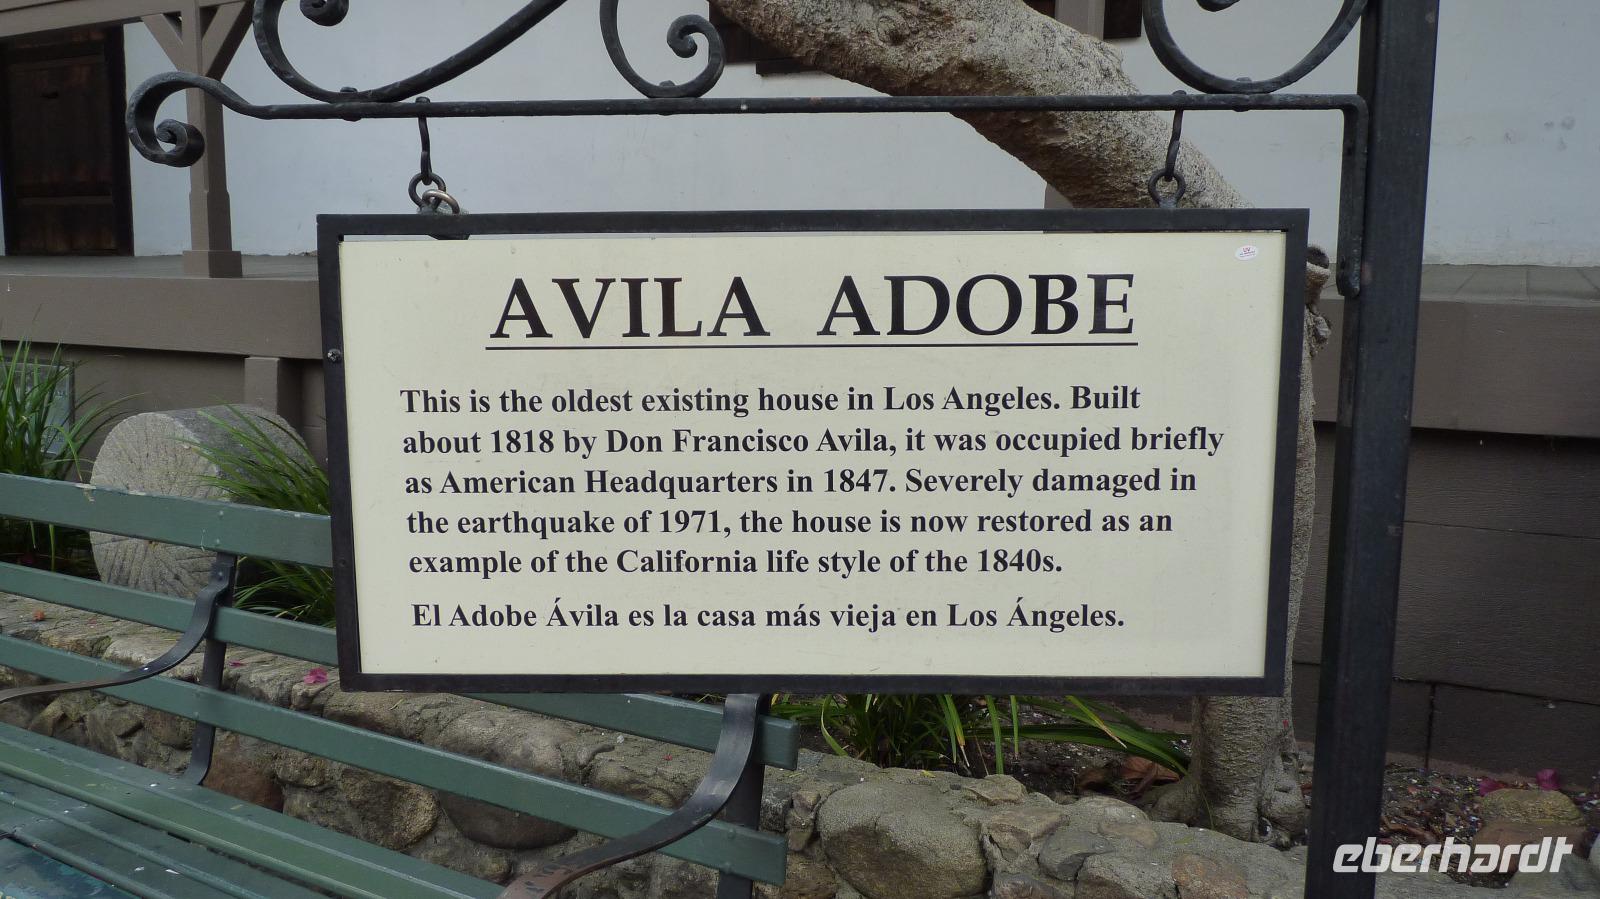 AVILA ADOBE
This is the oldest existing house in Los Angeles. Built
about 1818 by Don Francisco Avila, it was occupied briefly
as American Headquarters in 1847. Severely damaged in
the earthquake of 1971, the house is now restored as an
example of the California life style of the 1840s.
El Adobe Ávila es la casa más vieja en Los Ángeles.
eberhardt